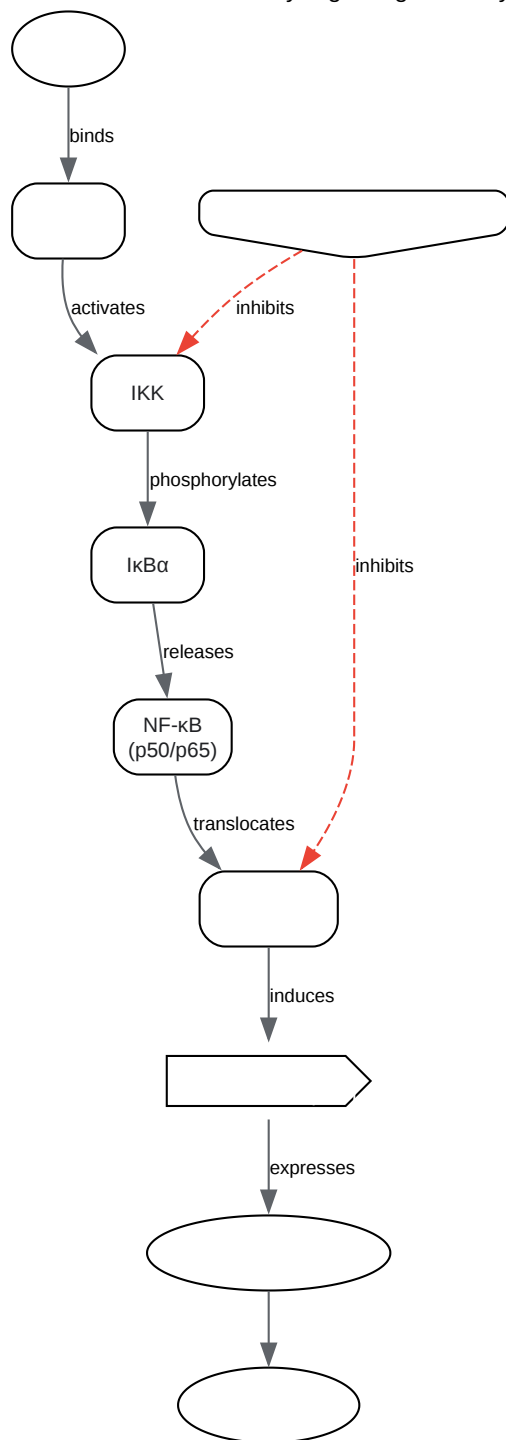 binds
activates
inhibits
IKK
phosphorylates
IκBα
inhibits
releases
NF-κB
(p50/p65)
translocates
induces
expresses